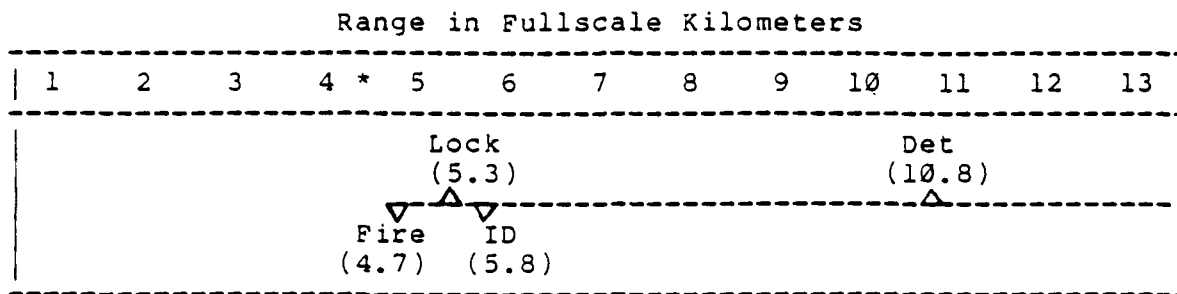 Range in Fullscale Kilometers
1 2 3 4 * 5 6 7 8 9 10 11 12 13
Lock Det
(5.3) (10.8)
Fire ID
(4.7) (5.8)